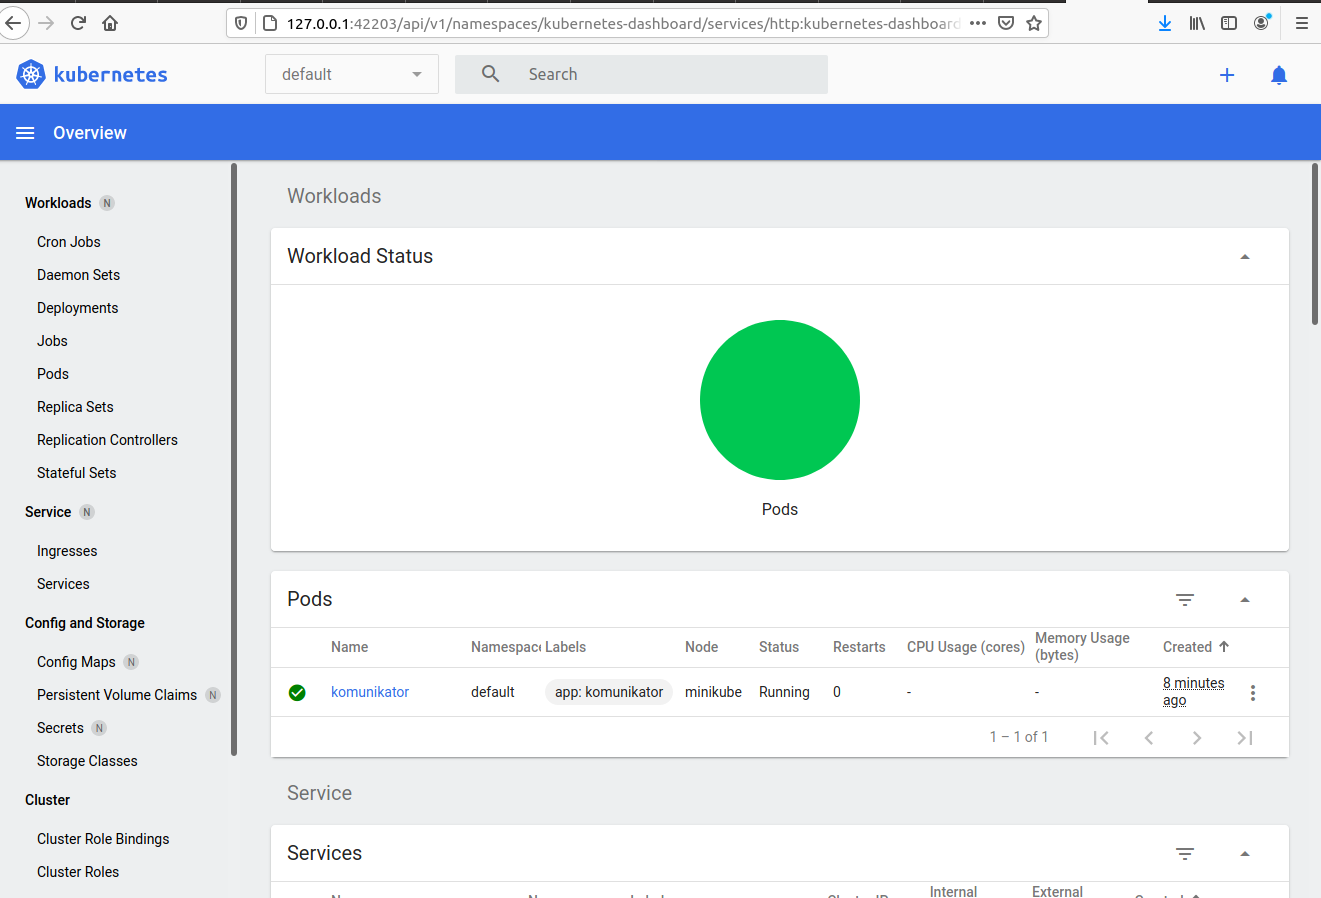 127.0.0.1:42203/api/v1/namespaces/kubernetes-dashboard/services/http:kubernetes-dashboard
kubernetes
default
Search
Overview
Workloads N
Cron Jobs
Daemon Sets
Deployments
Jobs
Pods
Replica Sets
Replication Controllers
Stateful Sets
Service N
Ingresses
Services
Config and Storage
Config Maps N
Persistent Volume Claims N
Secrets N
Storage Classes
Cluster
Cluster Role Bindings
Cluster Roles
Workloads
Workload Status
Pods
Pods
Name Namespace Labels Node Status Restarts CPU Usage (cores) Memory Usage (bytes) Created
komunikator default app: komunikator minikube Running 0 - - 8 minutes ago
1 – 1 of 1
Service
Services
Internal External